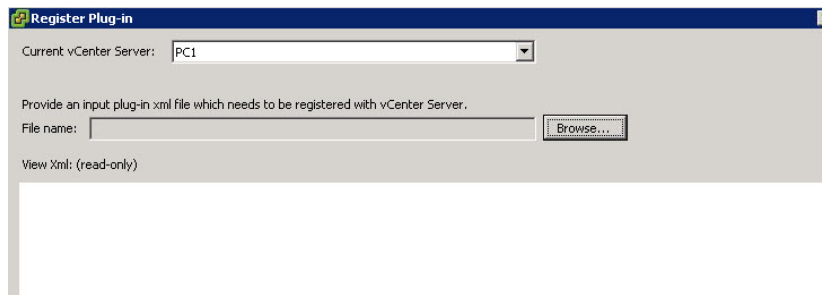 Register Plug-in
Current vCenter Server: PC1
Provide an input plug-in xml file which needs to be registered with vCenter Server.
File name: Browse...
View Xml: (read-only)